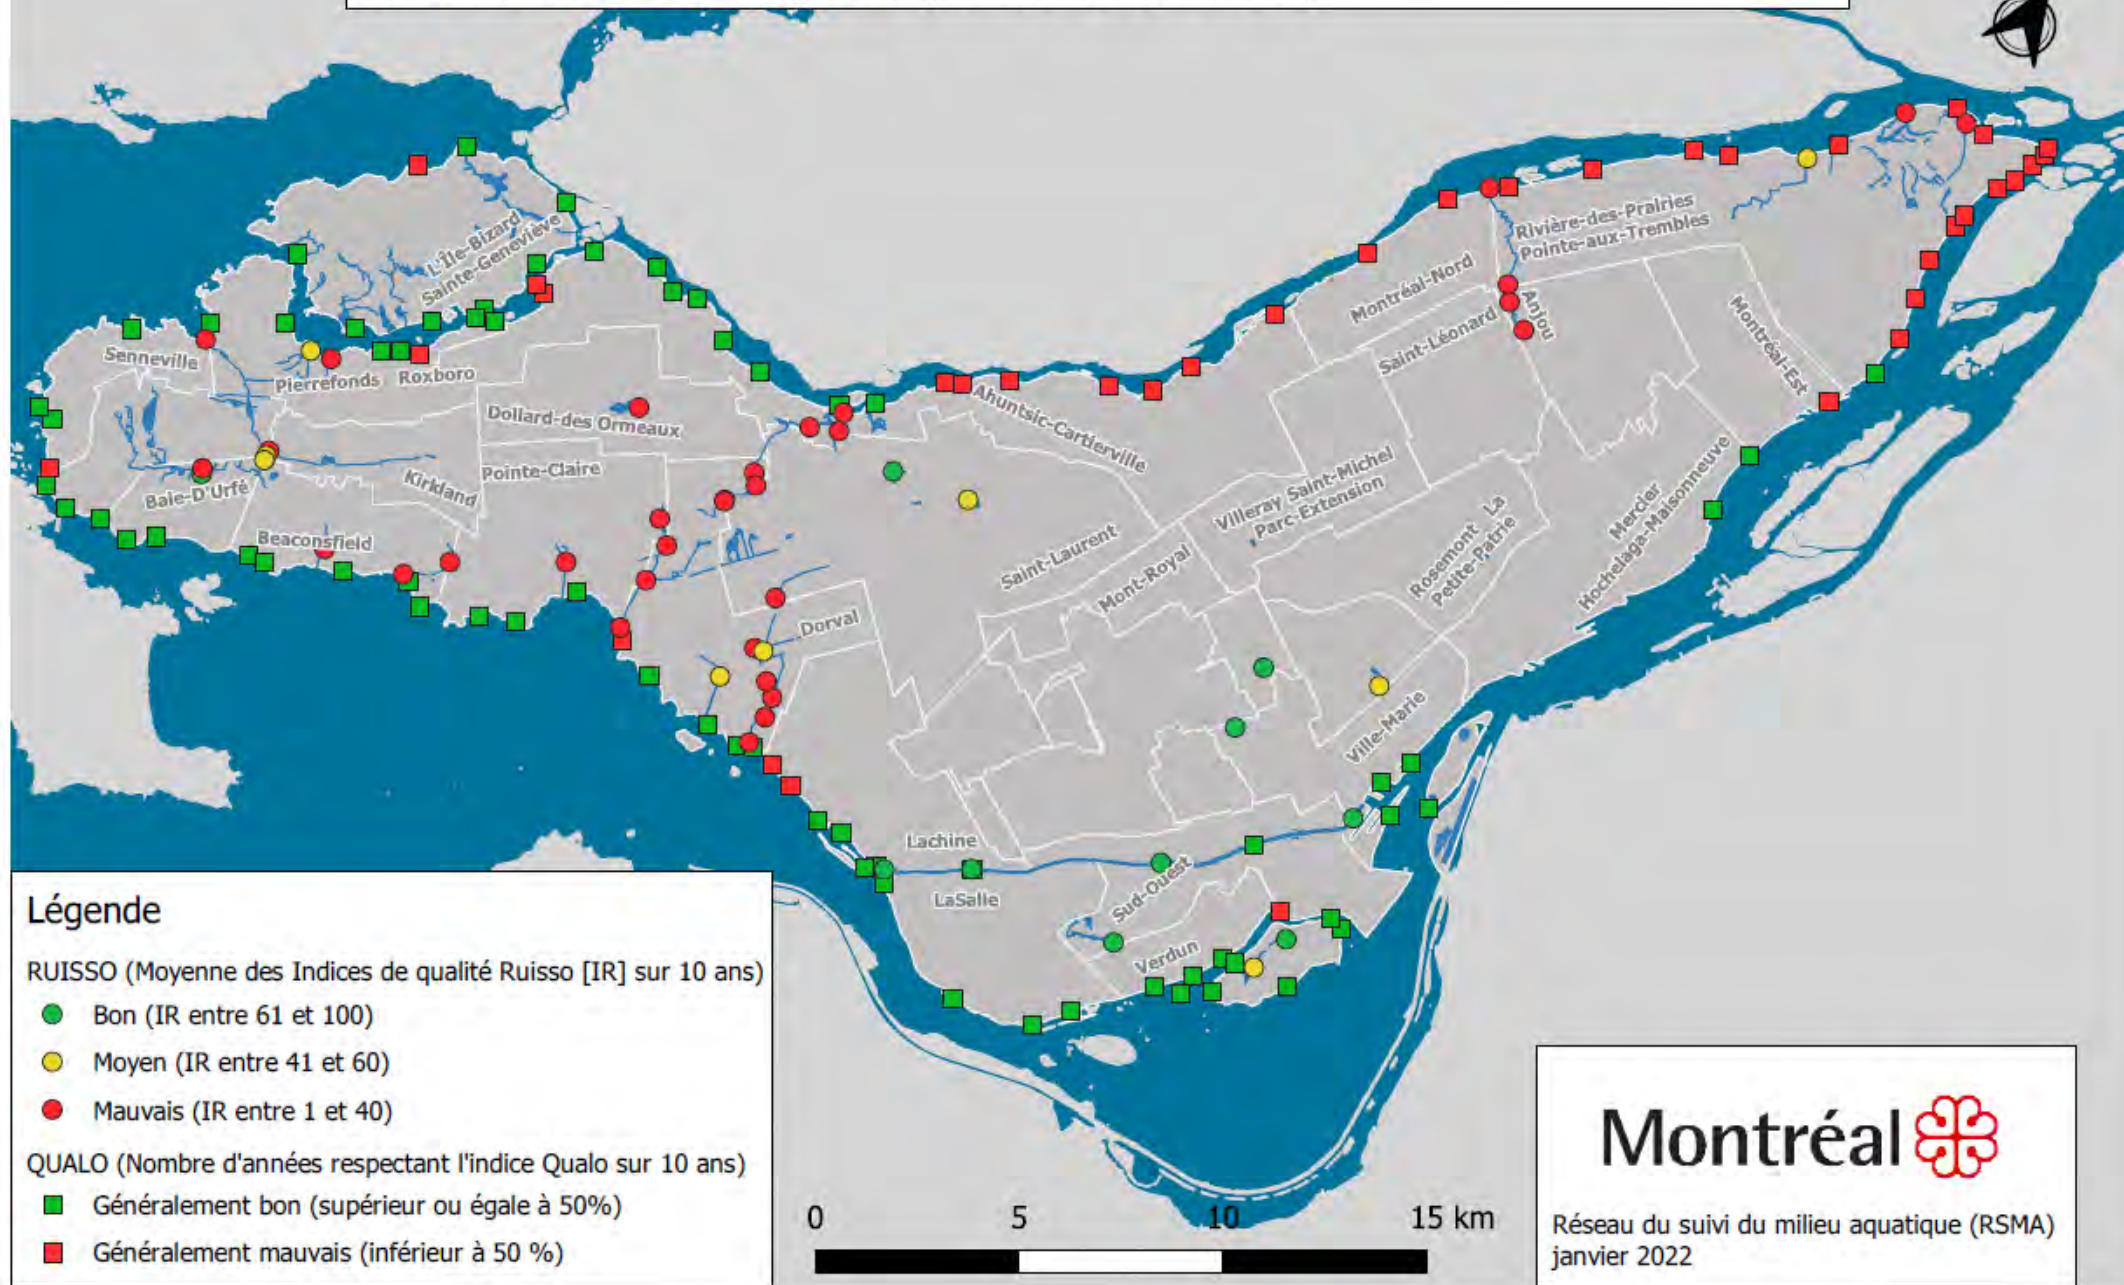 L'Île-Bizard
Sainte-Geneviève
Senneville
Pierrefonds Roxboro
Dollard-des Ormeaux
Pointe-Claire
Kirkland
Baie-D'Urfé
Beaconsfield
Dorval
Ahuntsic-Cartierville
Saint-Laurent
Mont-Royal
Villeray Saint-Michel
Parc-Extension
Montréal-Nord
Saint-Léonard
Anjou
Rivière-des-Prairies
Pointe-aux-Trembles
Montréal-Est
Mercier
Hochelaga-Maisonneuve
Rosemont La
Petite-Patrie
Ville-Marie
Lachine
LaSalle
Sud-Ouest
Verdun
Légende
RUISSO (Moyenne des Indices de qualité Ruisso [IR] sur 10 ans)
Bon (IR entre 61 et 100)
Moyen (IR entre 41 et 60)
Mauvais (IR entre 1 et 40)
QUALO (Nombre d'années respectant l'indice Qualo sur 10 ans)
Généralement bon (supérieur ou égale à 50%)
Généralement mauvais (inférieur à 50 %)
0 5 10 15 km
Montréal
Réseau du suivi du milieu aquatique (RSMA)
janvier 2022